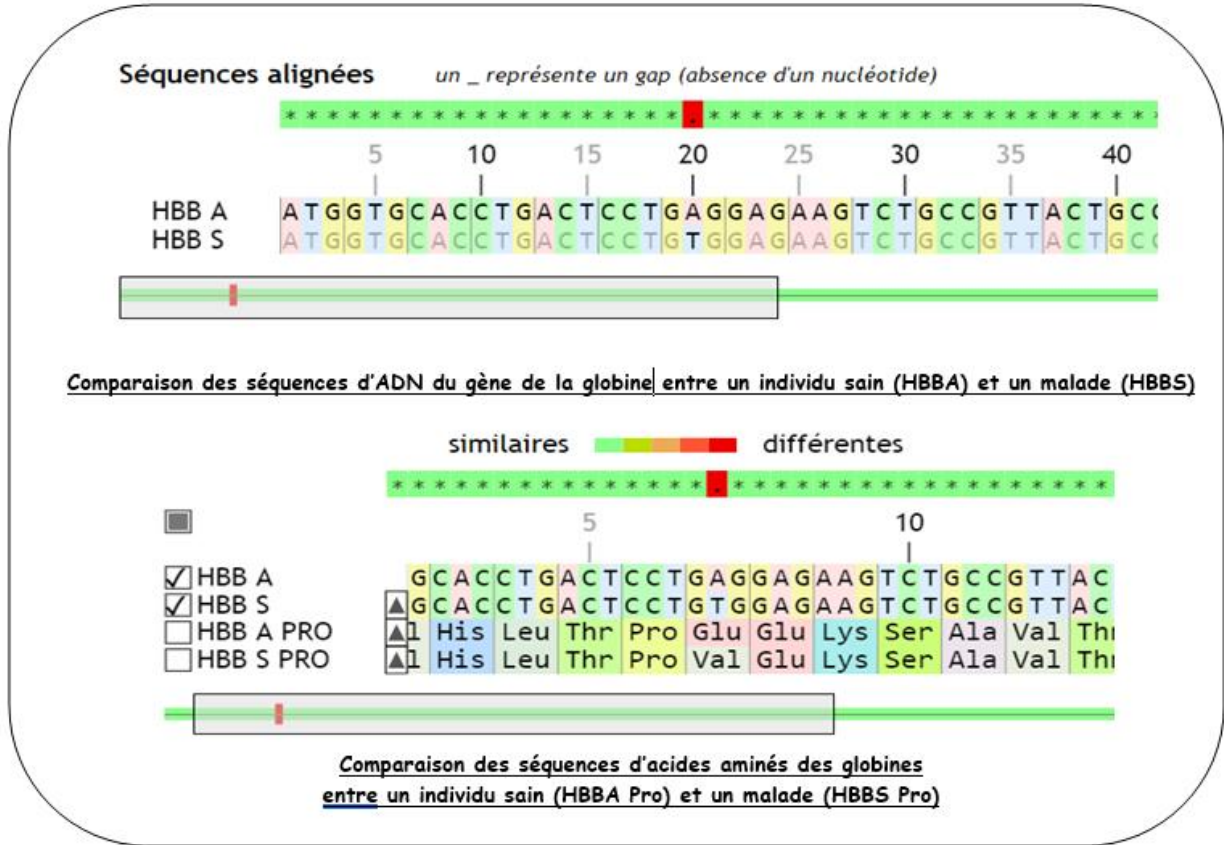 Séquences alignées un _ représente un gap (absence d'un nucléotide)
* * * * * * * * * * * * * * * * * * * . * * * * * * * * * * * * * * * * * * * * * *
5 10 15 20 25 30 35 40
HBB A ATGGTGCACCTGACTCCTGAGGAGAAGTCTGCCGTTACTGCC
HBB S ATGGTGCACCTGACTCCTGTGGAGAAGTCTGCCGTTACTGCC
Comparaison des séquences d'ADN du gène de la globine entre un individu sain (HBBA) et un malade (HBBS)
similaires différentes
* * * * * * * * * * * * * * * . * * * * * * * * * * * * * * * * * *
5 10
HBB A GCACCTGACTCCTGAGGAGAAGTCTGCCGTTAC
HBB S GCACCTGACTCCTGTGGAGAAGTCTGCCGTTAC
HBB A PRO l His Leu Thr Pro Glu Glu Lys Ser Ala Val Thr
HBB S PRO l His Leu Thr Pro Val Glu Lys Ser Ala Val Thr
Comparaison des séquences d'acides aminés des globines
entre un individu sain (HBBA Pro) et un malade (HBBS Pro)